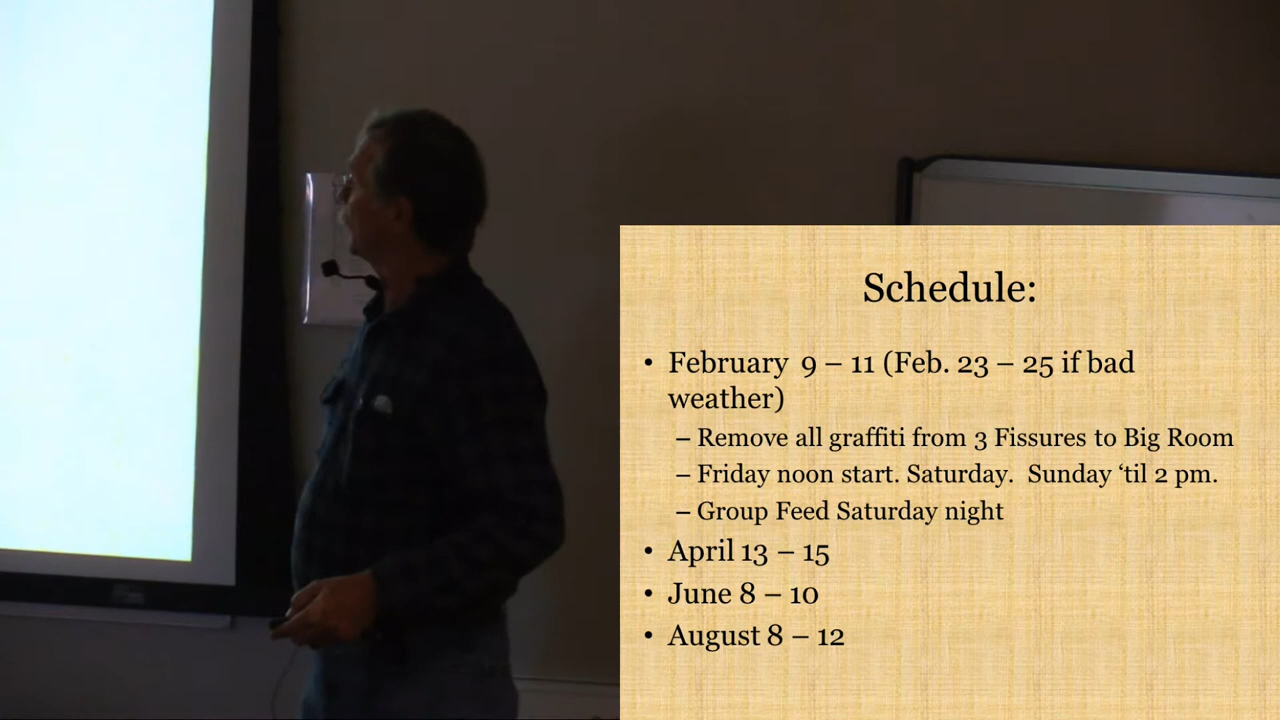 Schedule:
• February 9 – 11 (Feb. 23 – 25 if bad
weather)
– Remove all graffiti from 3 Fissures to Big Room
– Friday noon start. Saturday. Sunday ‘til 2 pm.
– Group Feed Saturday night
• April 13 – 15
• June 8 – 10
• August 8 – 12